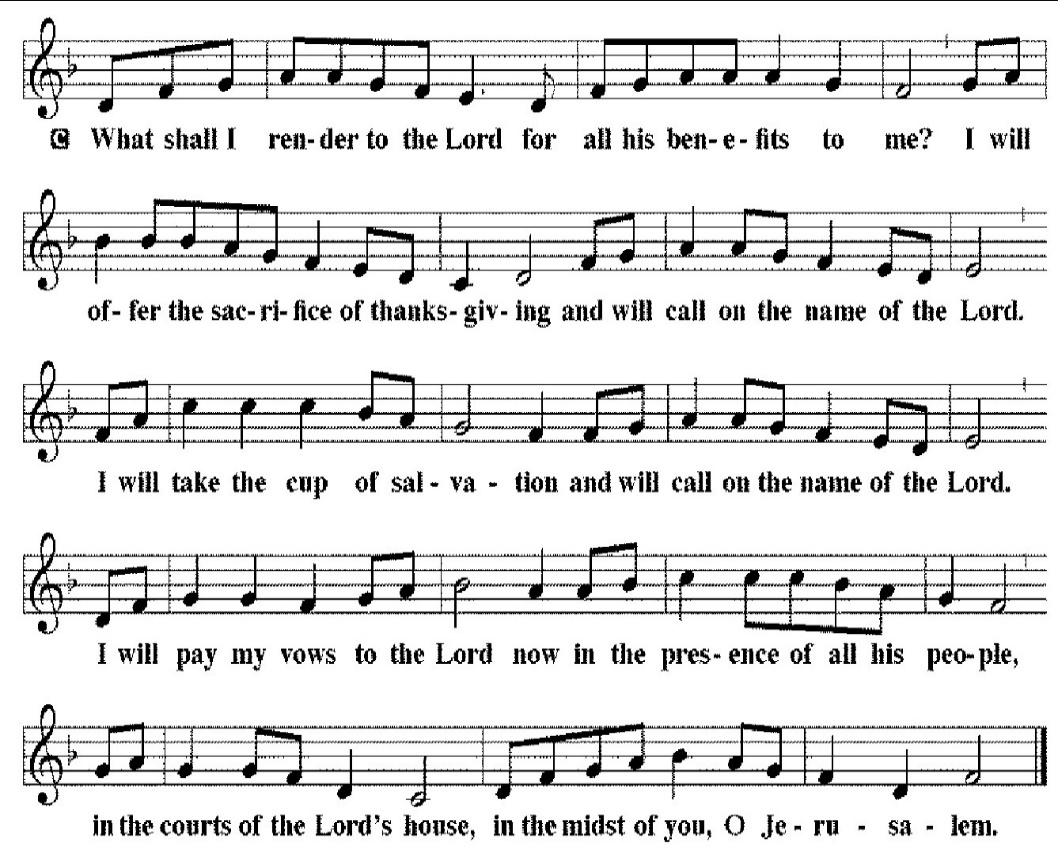 C What shall I ren-der to the Lord for all his ben-e-fits to me? I will
of-fer the sac-ri-fice of thanks-giv-ing and will call on the name of the Lord.
I will take the cup of sal-va-tion and will call on the name of the Lord.
I will pay my vows to the Lord now in the pres-ence of all his peo-ple,
in the courts of the Lord's house, in the midst of you, O Je-ru-sa-lem.